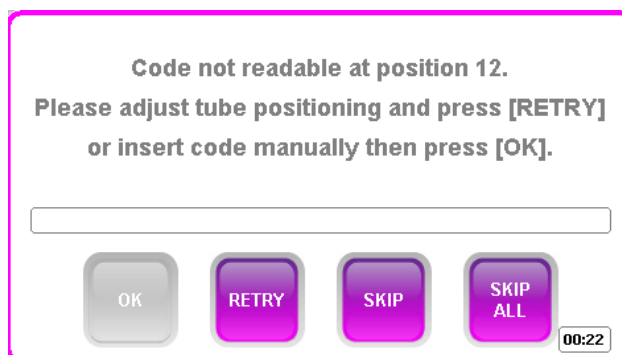 Code not readable at position 12.
Please adjust tube positioning and press [RETRY]
or insert code manually then press [OK].
OK
RETRY
SKIP
SKIP
ALL
00:22